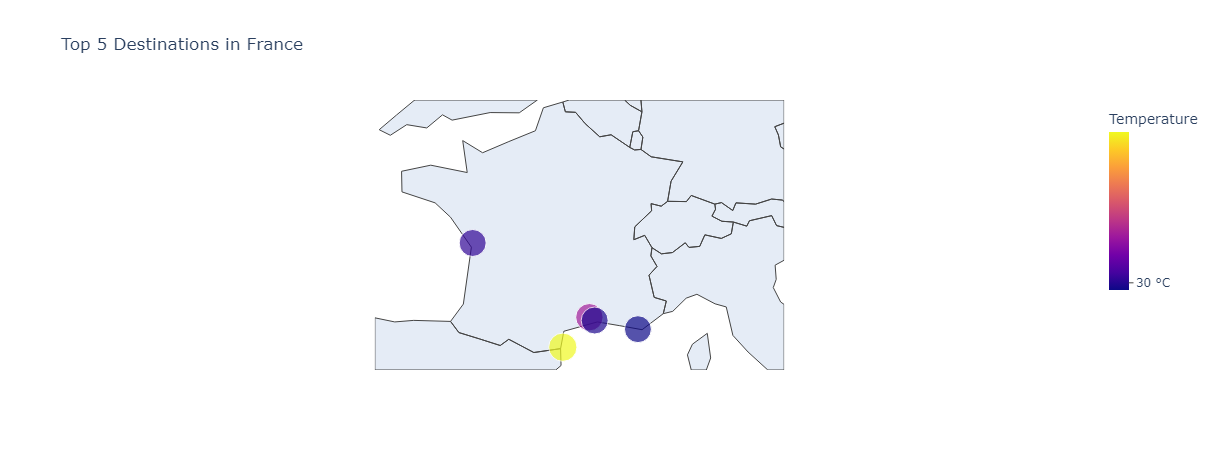 Top 5 Destinations in France
Temperature
30 °C